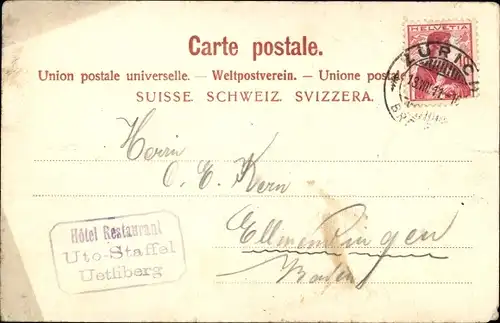 Carte postale.
HELVETIA
Union postale universelle. — Weltpostverein. — Unione postale
SUISSE. SCHWEIZ. SVIZZERA.
ZÜRICH
Herrn
C. E. Kern
Hôtel Restaurant
Uto-Staffel
Uetliberg
Ellmendingen
Baden